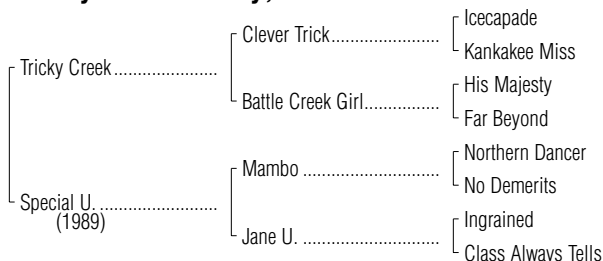 Icecapade
Clever Trick
Kankakee Miss
Tricky Creek
His Majesty
Battle Creek Girl
Far Beyond
Northern Dancer
Mambo
No Demerits
Special U.
(1989)
Ingrained
Jane U.
Class Always Tells